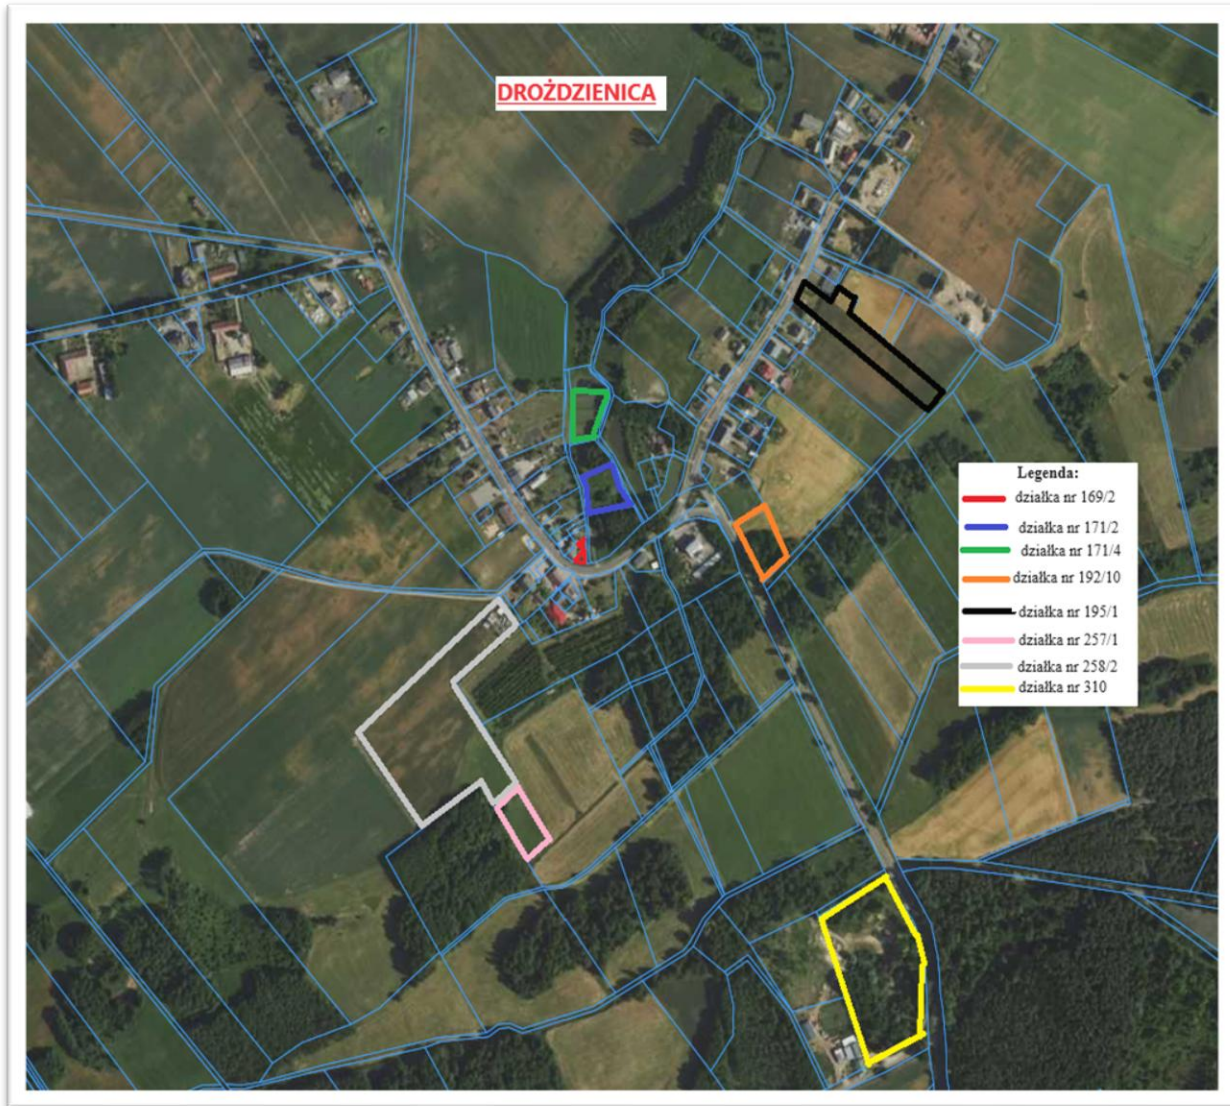 DROŻDZIENICA
Legenda:
działka nr 169/2
działka nr 171/2
działka nr 171/4
działka nr 192/10
działka nr 195/1
działka nr 257/1
działka nr 258/2
działka nr 310